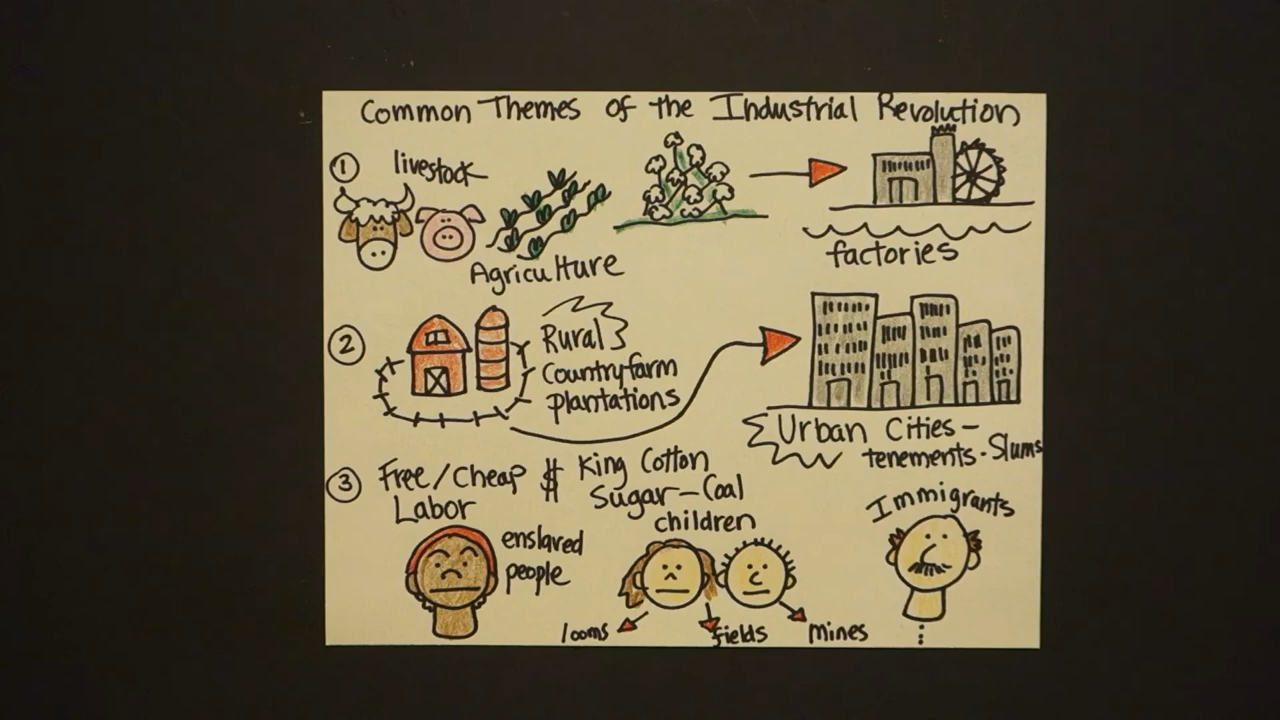 Common Themes of the Industrial Revolution
1 livestock
Agriculture
factories
2
Rural
Country farm
plantations
Urban Cities-
tenements. Slums
3 Free/Cheap $ King Cotton
Labor Sugar-Coal
enslaved
people
children
looms fields mines
Immigrants